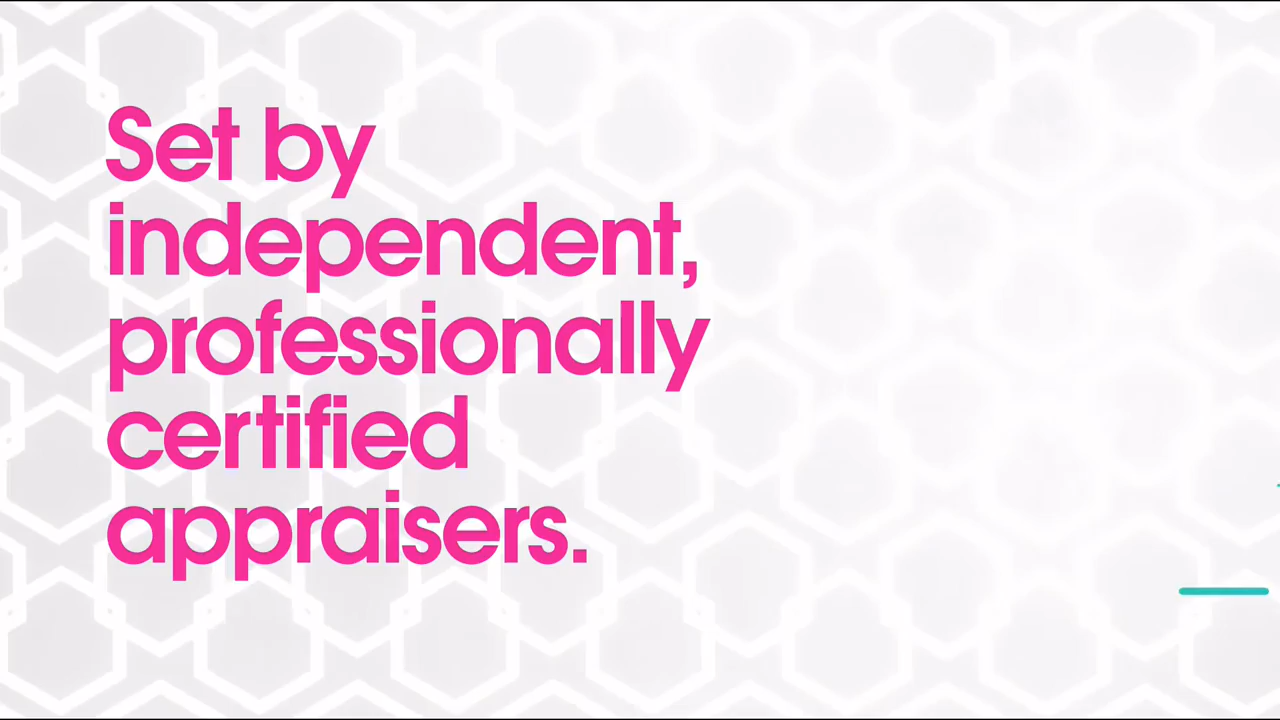 Set by
independent,
professionally
certified
appraisers.